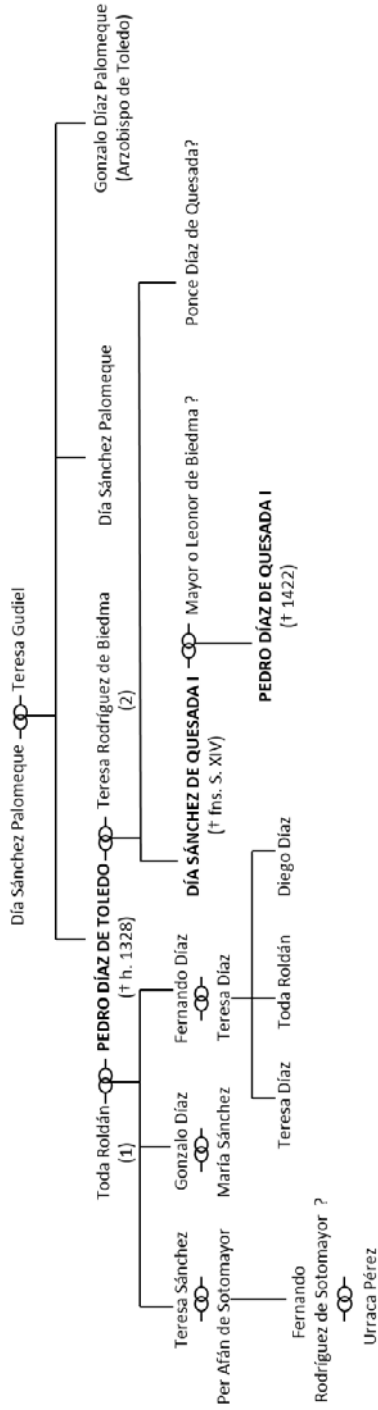 Día Sánchez Palomeque Teresa Gudiel
Toda Roldán PEDRO DÍAZ DE TOLEDO Teresa Rodríguez de Biedma Día Sánchez Palomeque Gonzalo Díaz Palomeque
(1) († h. 1328) (2) (Arzobispo de Toledo)
Teresa Sánchez Gonzalo Díaz Fernando Díaz
Per Afán de Sotomayor María Sánchez Teresa Díaz
DÍA SÁNCHEZ DE QUESADA I Mayor o Leonor de Biedma ? Ponce Díaz de Quesada?
(† fns. S. XIV)
Fernando
Rodríguez de Sotomayor ?
Urraca Pérez
Teresa Díaz Toda Roldán Diego Díaz
PEDRO DÍAZ DE QUESADA I
(† 1422)